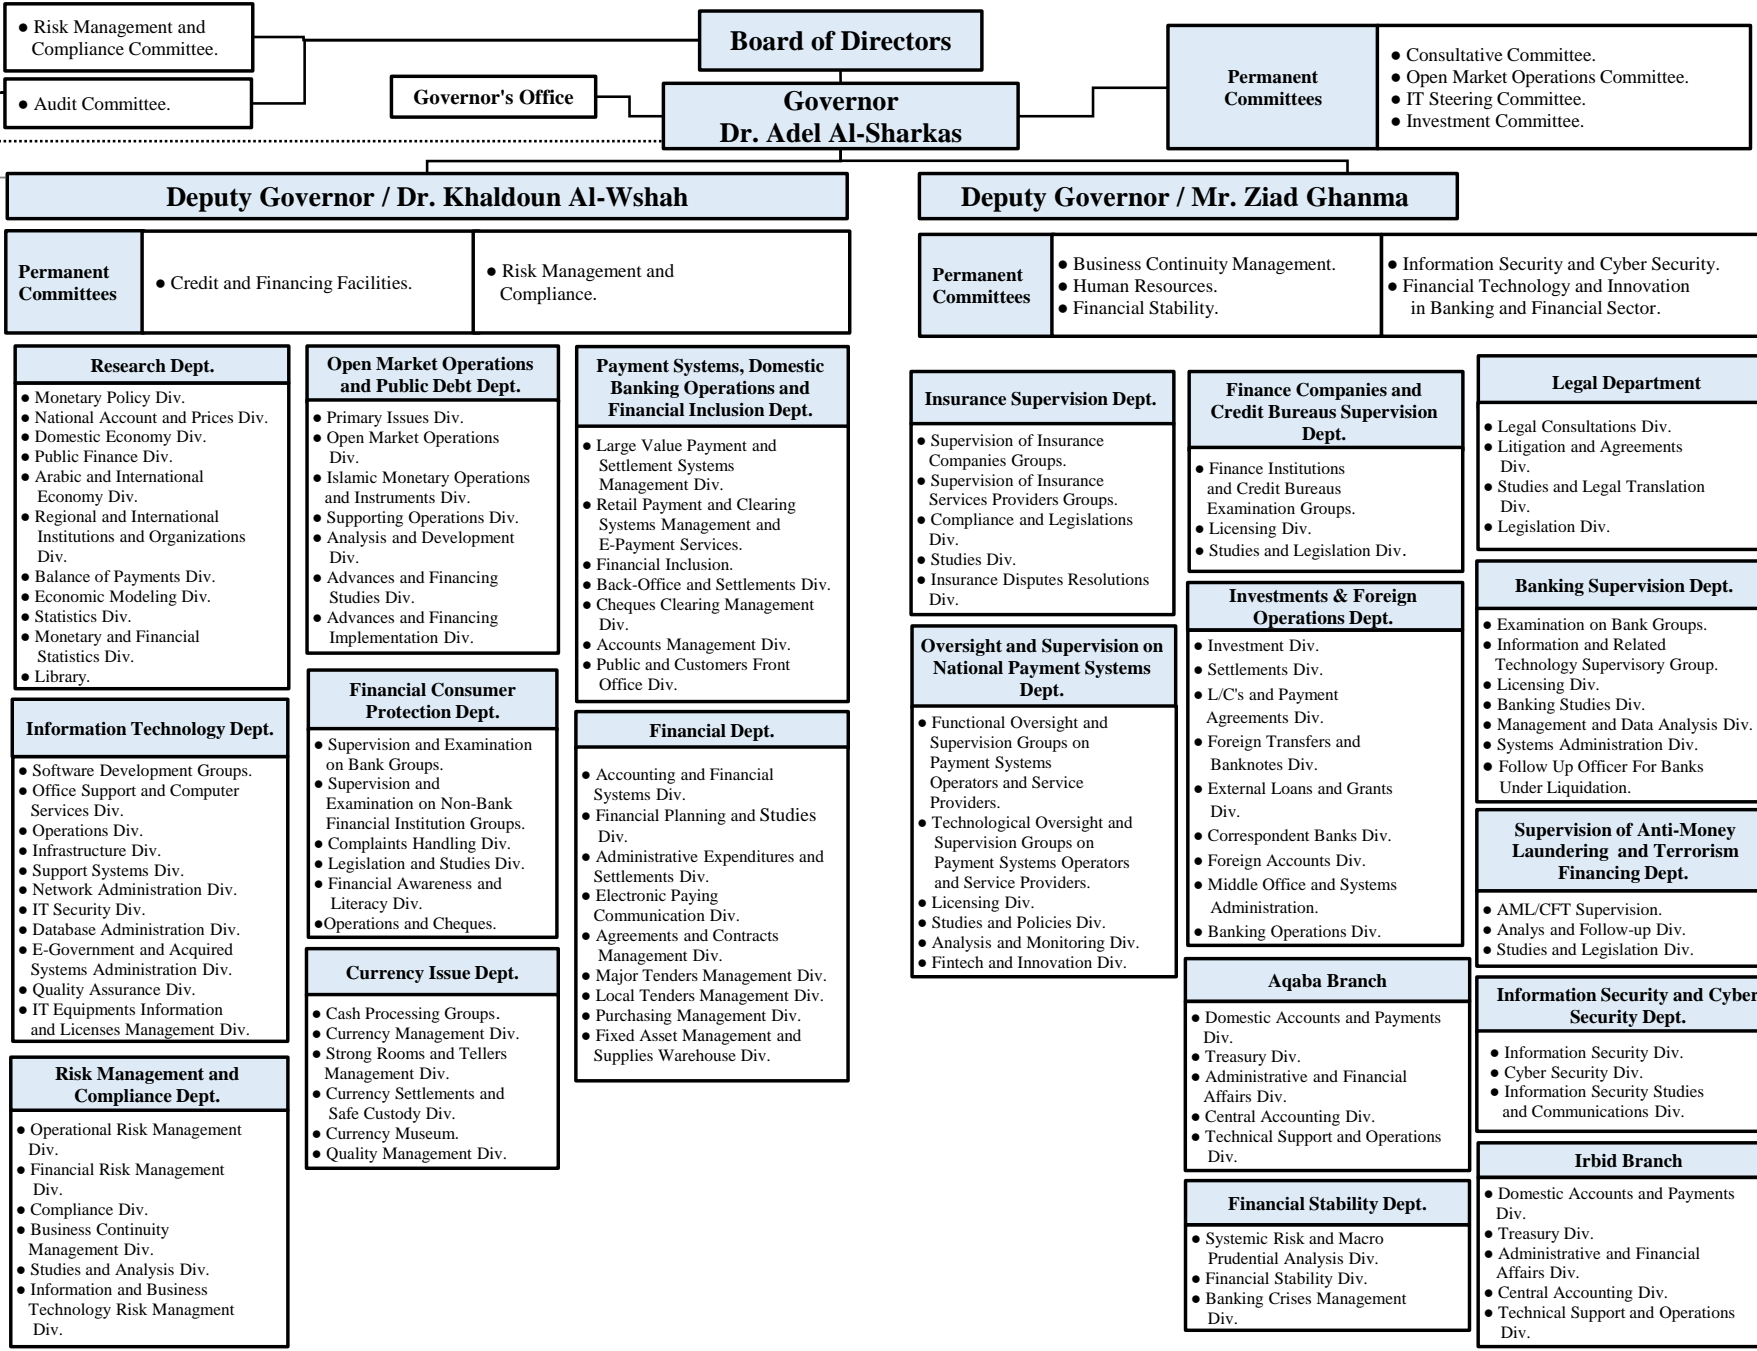 ● Risk Management and
Compliance Committee.
● Audit Committee.
Board of Directors
Governor's Office
Governor
Dr. Adel Al-Sharkas
Permanent
Committees
● Consultative Committee.
● Open Market Operations Committee.
● IT Steering Committee.
● Investment Committee.
Deputy Governor / Dr. Khaldoun Al-Wshah
Permanent
Committees
● Credit and Financing Facilities.
● Risk Management and
Compliance.
Research Dept.
● Monetary Policy Div.
● National Account and Prices Div.
● Domestic Economy Div.
● Public Finance Div.
● Arabic and International
Economy Div.
● Regional and International
Institutions and Organizations
Div.
● Balance of Payments Div.
● Economic Modeling Div.
● Statistics Div.
● Monetary and Financial
Statistics Div.
● Library.
Information Technology Dept.
● Software Development Groups.
● Office Support and Computer
Services Div.
● Operations Div.
● Infrastructure Div.
● Support Systems Div.
● Network Administration Div.
● IT Security Div.
● Database Administration Div.
● E-Government and Acquired
Systems Administration Div.
● Quality Assurance Div.
● IT Equipments Information
and Licenses Management Div.
Risk Management and
Compliance Dept.
● Operational Risk Management
Div.
● Financial Risk Management
Div.
● Compliance Div.
● Business Continuity
Management Div.
● Studies and Analysis Div.
● Information and Business
Technology Risk Managment
Div.
Open Market Operations
and Public Debt Dept.
● Primary Issues Div.
● Open Market Operations
Div.
● Islamic Monetary Operations
and Instruments Div.
● Supporting Operations Div.
● Analysis and Development
Div.
● Advances and Financing
Studies Div.
● Advances and Financing
Implementation Div.
Financial Consumer
Protection Dept.
● Supervision and Examination
on Bank Groups.
● Supervision and
Examination on Non-Bank
Financial Institution Groups.
● Complaints Handling Div.
● Legislation and Studies Div.
● Financial Awareness and
Literacy Div.
●Operations and Cheques.
Currency Issue Dept.
● Cash Processing Groups.
● Currency Management Div.
● Strong Rooms and Tellers
Management Div.
● Currency Settlements and
Safe Custody Div.
● Currency Museum.
● Quality Management Div.
Payment Systems, Domestic
Banking Operations and
Financial Inclusion Dept.
● Large Value Payment and
Settlement Systems
Management Div.
● Retail Payment and Clearing
Systems Management and
E-Payment Services.
● Financial Inclusion.
● Back-Office and Settlements Div.
● Cheques Clearing Management
Div.
● Accounts Management Div.
● Public and Customers Front
Office Div.
Financial Dept.
● Accounting and Financial
Systems Div.
● Financial Planning and Studies
Div.
● Administrative Expenditures and
Settlements Div.
● Electronic Paying
Communication Div.
● Agreements and Contracts
Management Div.
● Major Tenders Management Div.
● Local Tenders Management Div.
● Purchasing Management Div.
● Fixed Asset Management and
Supplies Warehouse Div.
Deputy Governor / Mr. Ziad Ghanma
Permanent
Committees
● Business Continuity Management.
● Human Resources.
● Financial Stability.
● Information Security and Cyber Security.
● Financial Technology and Innovation
in Banking and Financial Sector.
Insurance Supervision Dept.
● Supervision of Insurance
Companies Groups.
● Supervision of Insurance
Services Providers Groups.
● Compliance and Legislations
Div.
● Studies Div.
● Insurance Disputes Resolutions
Div.
Oversight and Supervision on
National Payment Systems
Dept.
● Functional Oversight and
Supervision Groups on
Payment Systems
Operators and Service
Providers.
● Technological Oversight and
Supervision Groups on
Payment Systems Operators
and Service Providers.
● Licensing Div.
● Studies and Policies Div.
● Analysis and Monitoring Div.
● Fintech and Innovation Div.
Finance Companies and
Credit Bureaus Supervision
Dept.
● Finance Institutions
and Credit Bureaus
Examination Groups.
● Licensing Div.
● Studies and Legislation Div.
Investments & Foreign
Operations Dept.
● Investment Div.
● Settlements Div.
● L/C's and Payment
Agreements Div.
● Foreign Transfers and
Banknotes Div.
● External Loans and Grants
Div.
● Correspondent Banks Div.
● Foreign Accounts Div.
● Middle Office and Systems
Administration.
● Banking Operations Div.
Aqaba Branch
● Domestic Accounts and Payments
Div.
● Treasury Div.
● Administrative and Financial
Affairs Div.
● Central Accounting Div.
● Technical Support and Operations
Div.
Financial Stability Dept.
● Systemic Risk and Macro
Prudential Analysis Div.
● Financial Stability Div.
● Banking Crises Management
Div.
Legal Department
● Legal Consultations Div.
● Litigation and Agreements
Div.
● Studies and Legal Translation
Div.
● Legislation Div.
Banking Supervision Dept.
● Examination on Bank Groups.
● Information and Related
Technology Supervisory Group.
● Licensing Div.
● Banking Studies Div.
● Management and Data Analysis Div.
● Systems Administration Div.
● Follow Up Officer For Banks
Under Liquidation.
Supervision of Anti-Money
Laundering and Terrorism
Financing Dept.
● AML/CFT Supervision.
● Analys and Follow-up Div.
● Studies and Legislation Div.
Information Security and Cyber
Security Dept.
● Information Security Div.
● Cyber Security Div.
● Information Security Studies
and Communications Div.
Irbid Branch
● Domestic Accounts and Payments
Div.
● Treasury Div.
● Administrative and Financial
Affairs Div.
● Central Accounting Div.
● Technical Support and Operations
Div.